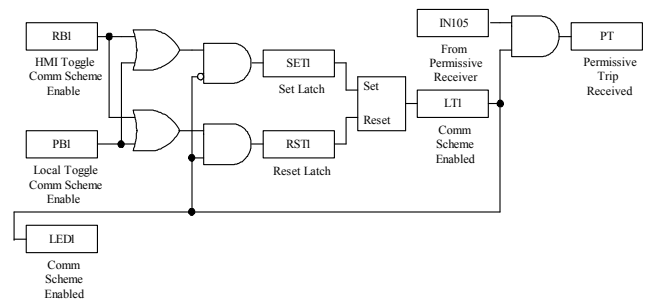 RB1
HMI Toggle
Comm Scheme
Enable
PB1
Local Toggle
Comm Scheme
Enable
LED1
Comm
Scheme
Enabled
SET1
Set Latch
RST1
Reset Latch
Set
Reset
LT1
Comm
Scheme
Enabled
IN105
From
Permissive
Receiver
PT
Permissive
Trip
Received